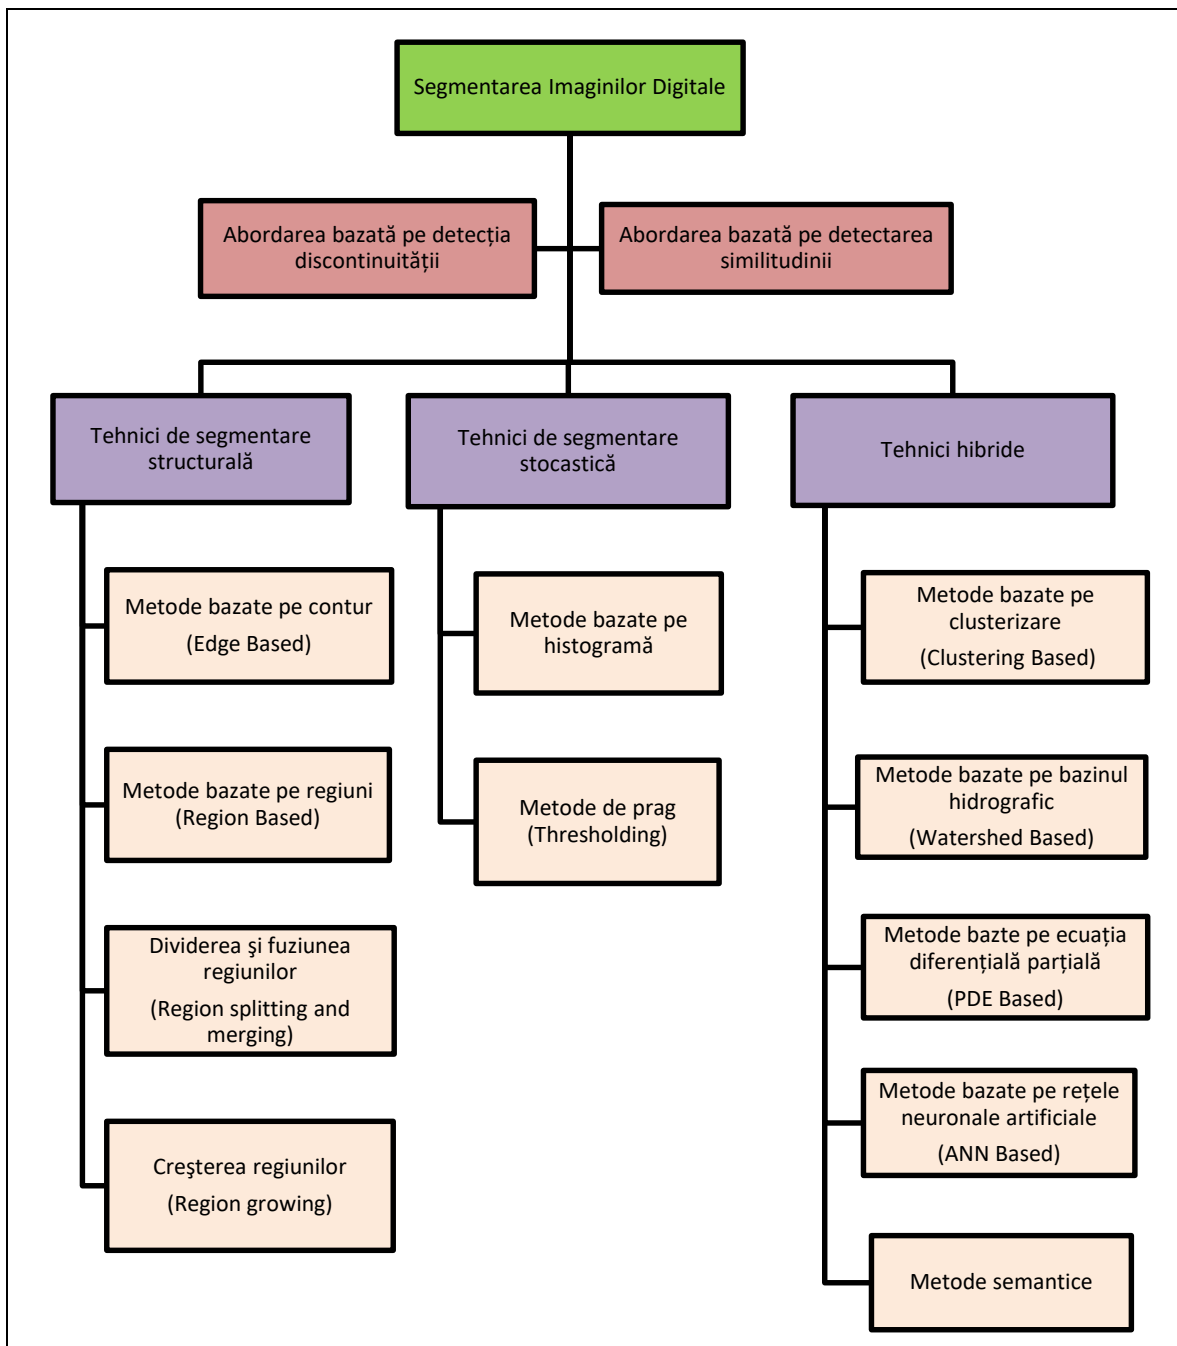 Segmentarea Imaginilor Digitale
Abordarea bazată pe detecția
discontinuității
Abordarea bazată pe detectarea
similitudinii
Tehnici de segmentare
structurală
Tehnici de segmentare
stocastică
Tehnici hibride
Metode bazate pe contur
(Edge Based)
Metode bazate pe regiuni
(Region Based)
Dividerea şi fuziunea
regiunilor
(Region splitting and
merging)
Creşterea regiunilor
(Region growing)
Metode bazate pe
histogramă
Metode de prag
(Thresholding)
Metode bazate pe
clusterizare
(Clustering Based)
Metode bazate pe bazinul
hidrografic
(Watershed Based)
Metode bazte pe ecuația
diferențială parțială
(PDE Based)
Metode bazate pe rețele
neuronale artificiale
(ANN Based)
Metode semantice